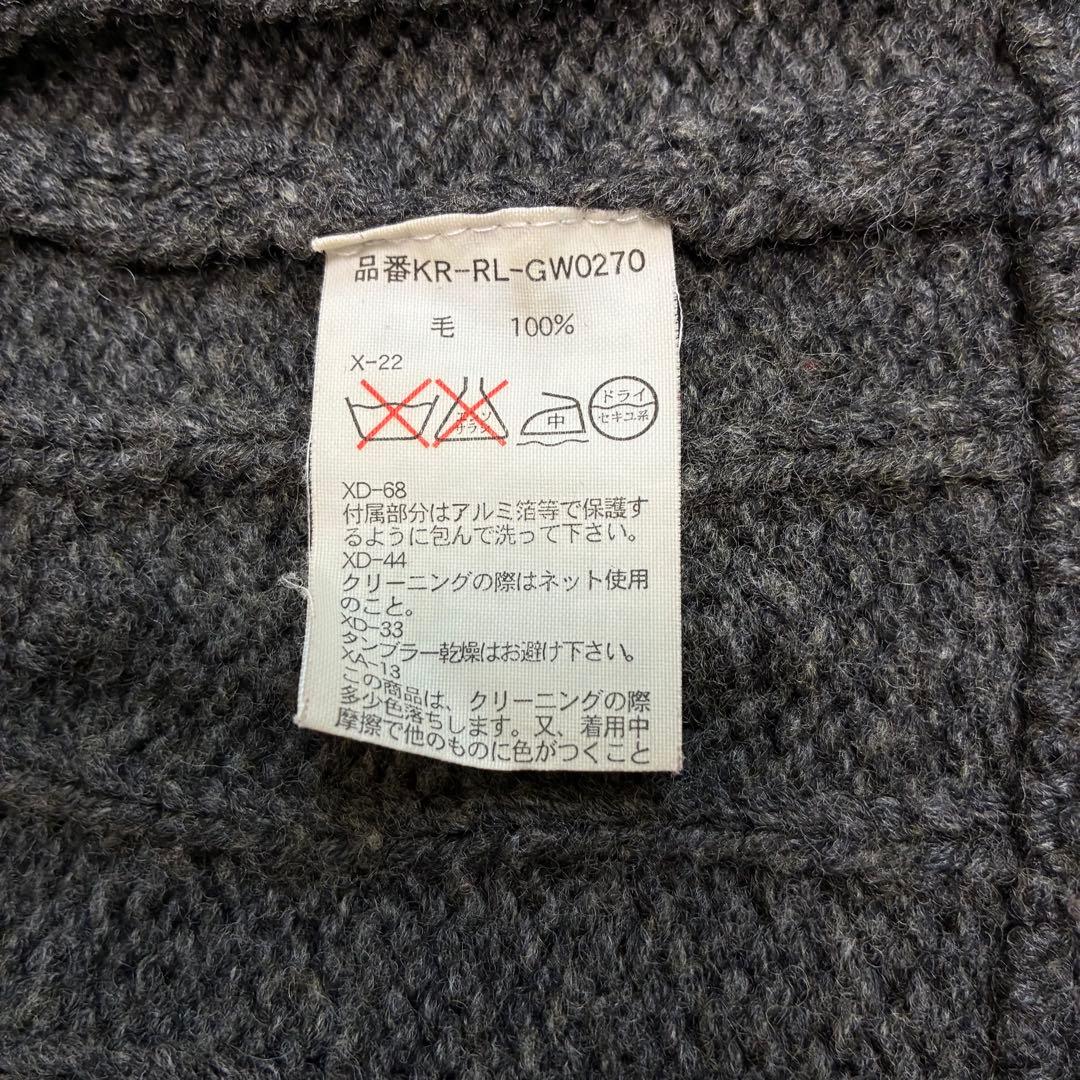 品番KR-RL-GW0270
毛 100%
X-22
エンソ
サラシ
中
ドライ
セキユ系
XD-68
付属部分はアルミ箔等で保護す
るように包んで洗って下さい。
XD-44
クリーニングの際はネット使用
のこと。
XD-33
タンブラー乾燥はお避け下さい。
XA-13
この商品は、クリーニングの際
多少色落ちします。又、着用中
摩擦で他のものに色がつくこと